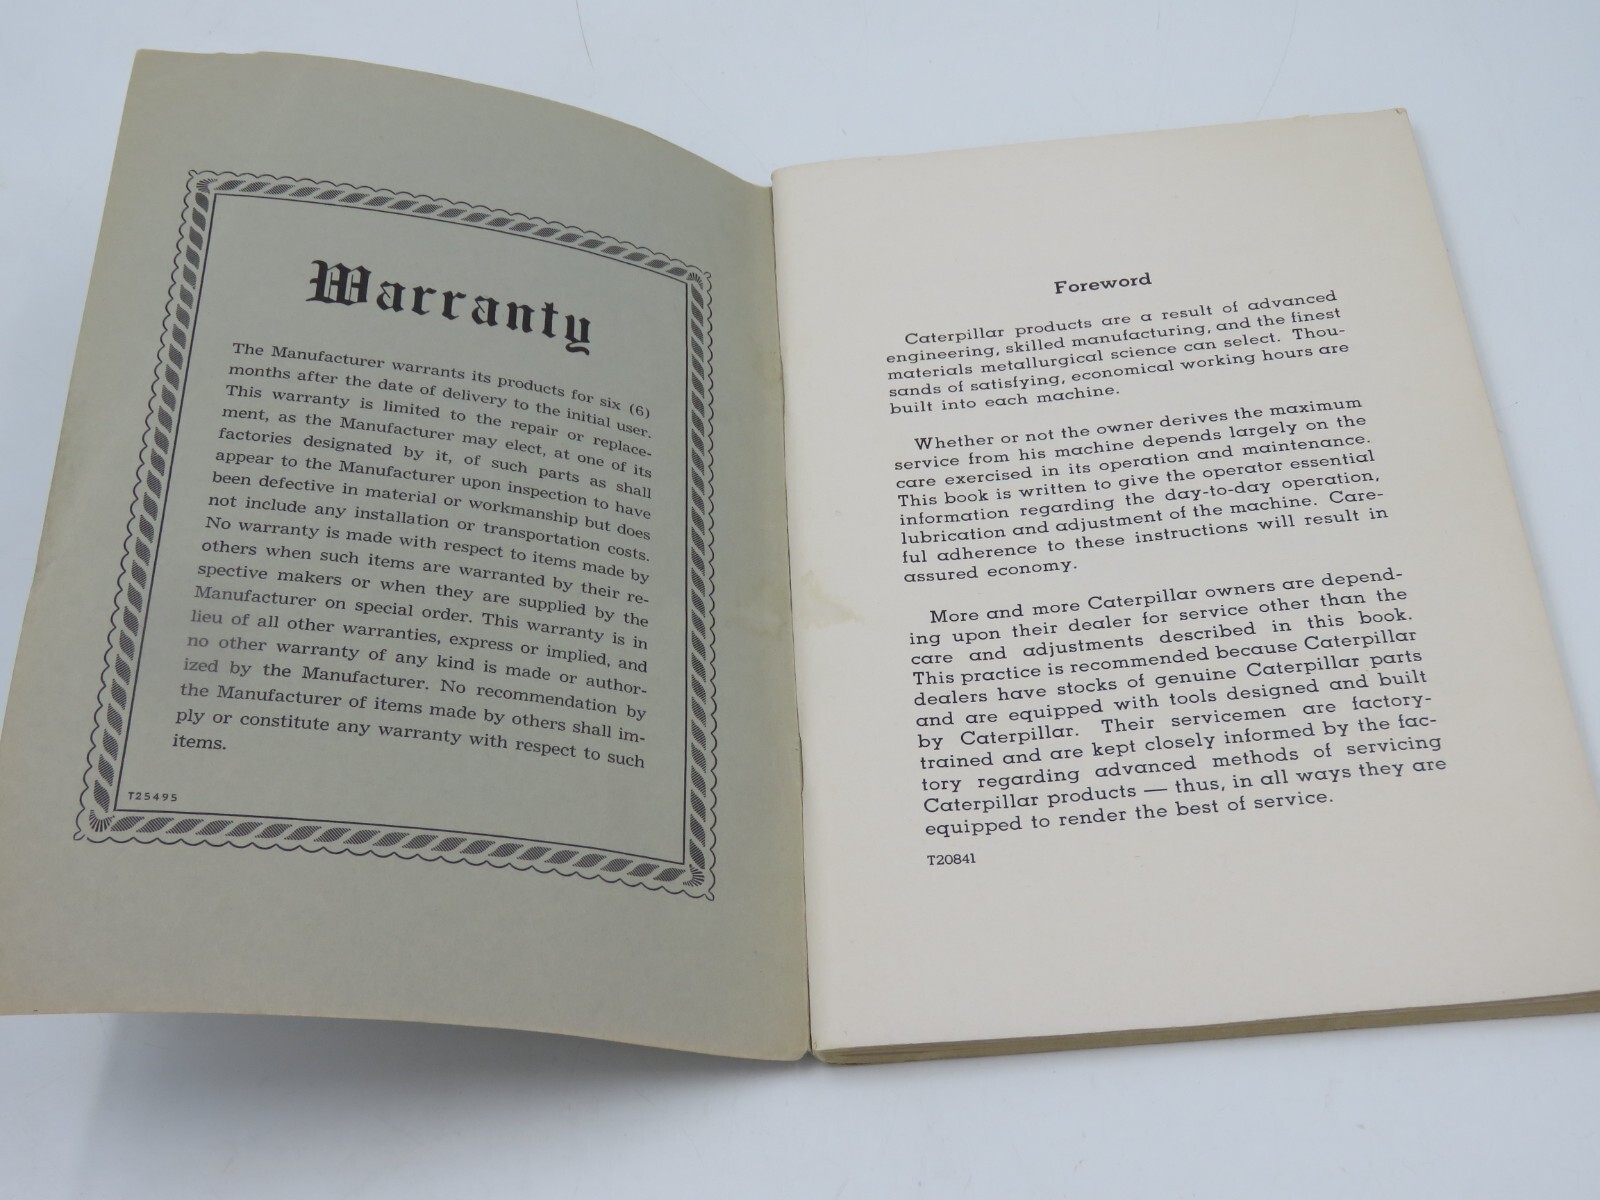 Warranty
The Manufacturer warrants its products for six (6)
months after the date of delivery to the initial user.
This warranty is limited to the repair or replace-
ment, as the Manufacturer may elect, at one of its
factories designated by it, of such parts as shall
appear to the Manufacturer upon inspection to have
been defective in material or workmanship but does
not include any installation or transportation costs.
No warranty is made with respect to items made by
others when such items are warranted by their re-
spective makers or when they are supplied by the
Manufacturer on special order. This warranty is in
lieu of all other warranties, express or implied, and
no other warranty of any kind is made or author-
ized by the Manufacturer. No recommendation by
the Manufacturer of items made by others shall im-
ply or constitute any warranty with respect to such
items.
T25495
Foreword
Caterpillar products are a result of advanced
engineering, skilled manufacturing, and the finest
materials metallurgical science can select. Thou-
sands of satisfying, economical working hours are
built into each machine.
Whether or not the owner derives the maximum
service from his machine depends largely on the
care exercised in its operation and maintenance.
This book is written to give the operator essential
information regarding the day-to-day operation,
lubrication and adjustment of the machine. Care-
ful adherence to these instructions will result in
assured economy.
More and more Caterpillar owners are depend-
ing upon their dealer for service other than the
care and adjustments described in this book.
This practice is recommended because Caterpillar
dealers have stocks of genuine Caterpillar parts
and are equipped with tools designed and built
by Caterpillar. Their servicemen are factory-
trained and are kept closely informed by the fac-
tory regarding advanced methods of servicing
Caterpillar products — thus, in all ways they are
equipped to render the best of service.
T20841